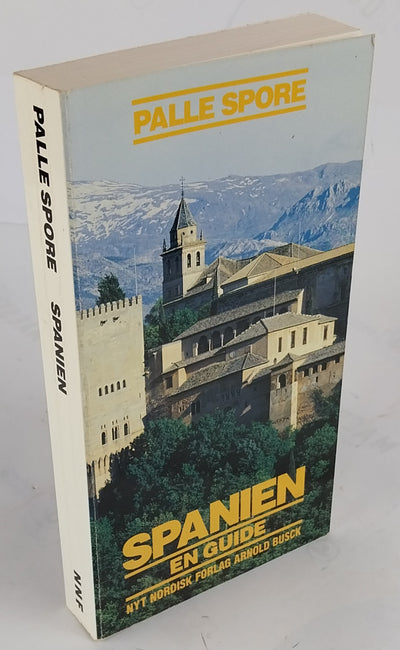 PALLE SPORE
SPANIEN
EN GUIDE
NYT NORDISK FORLAG ARNOLD BUSCK
PALLE SPORE SPANIEN NNF